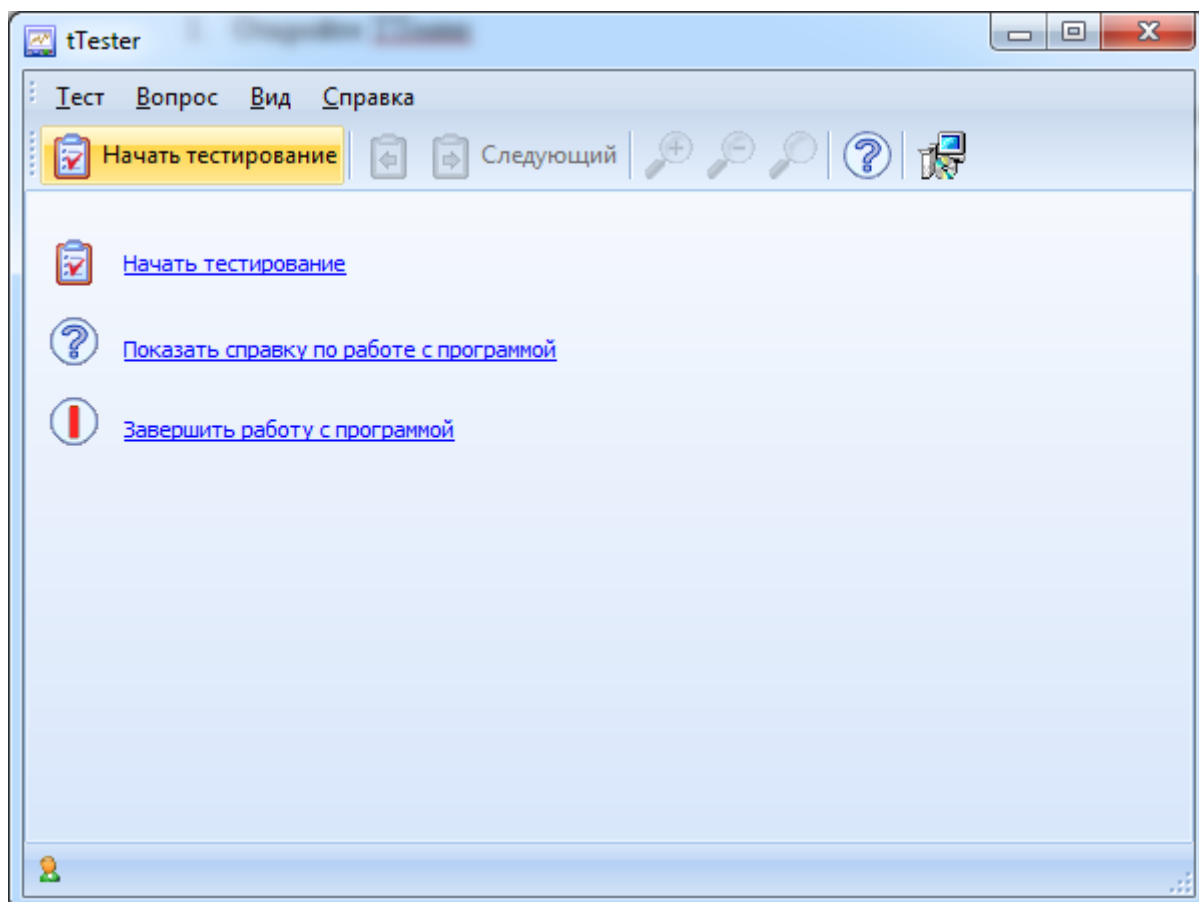 tTester
Тест Вопрос Вид Справка
Начать тестирование Следующий
Начать тестирование
Показать справку по работе с программой
Завершить работу с программой